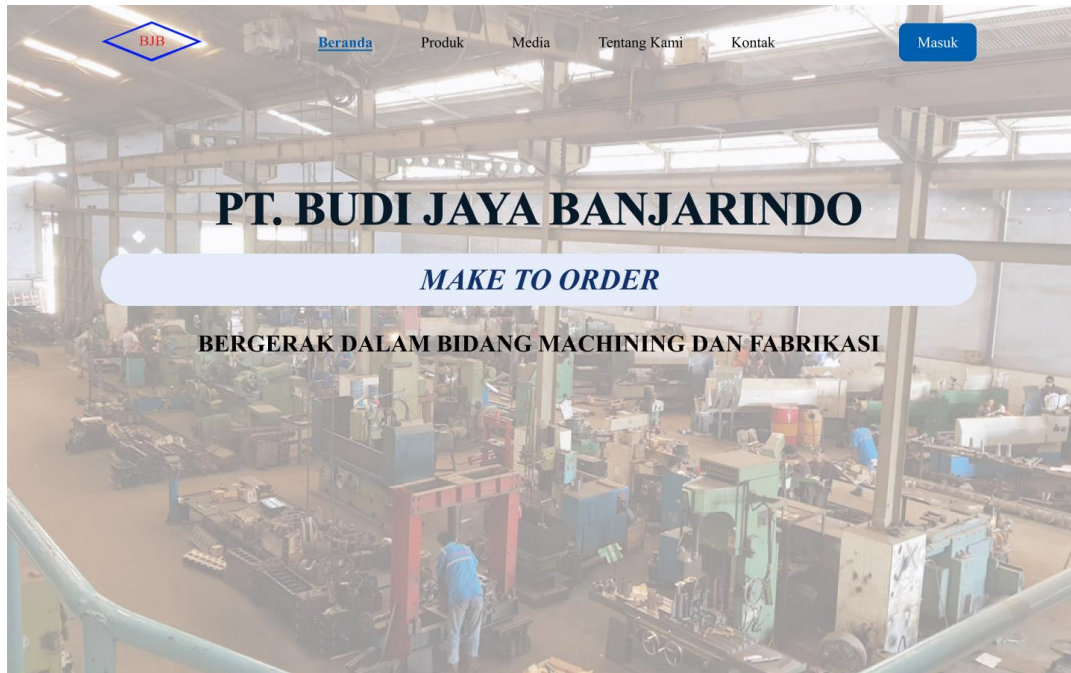 BJB
Beranda Produk Media Tentang Kami Kontak Masuk
PT. BUDI JAYA BANJARINDO
MAKE TO ORDER
BERGERAK DALAM BIDANG MACHINING DAN FABRIKASI